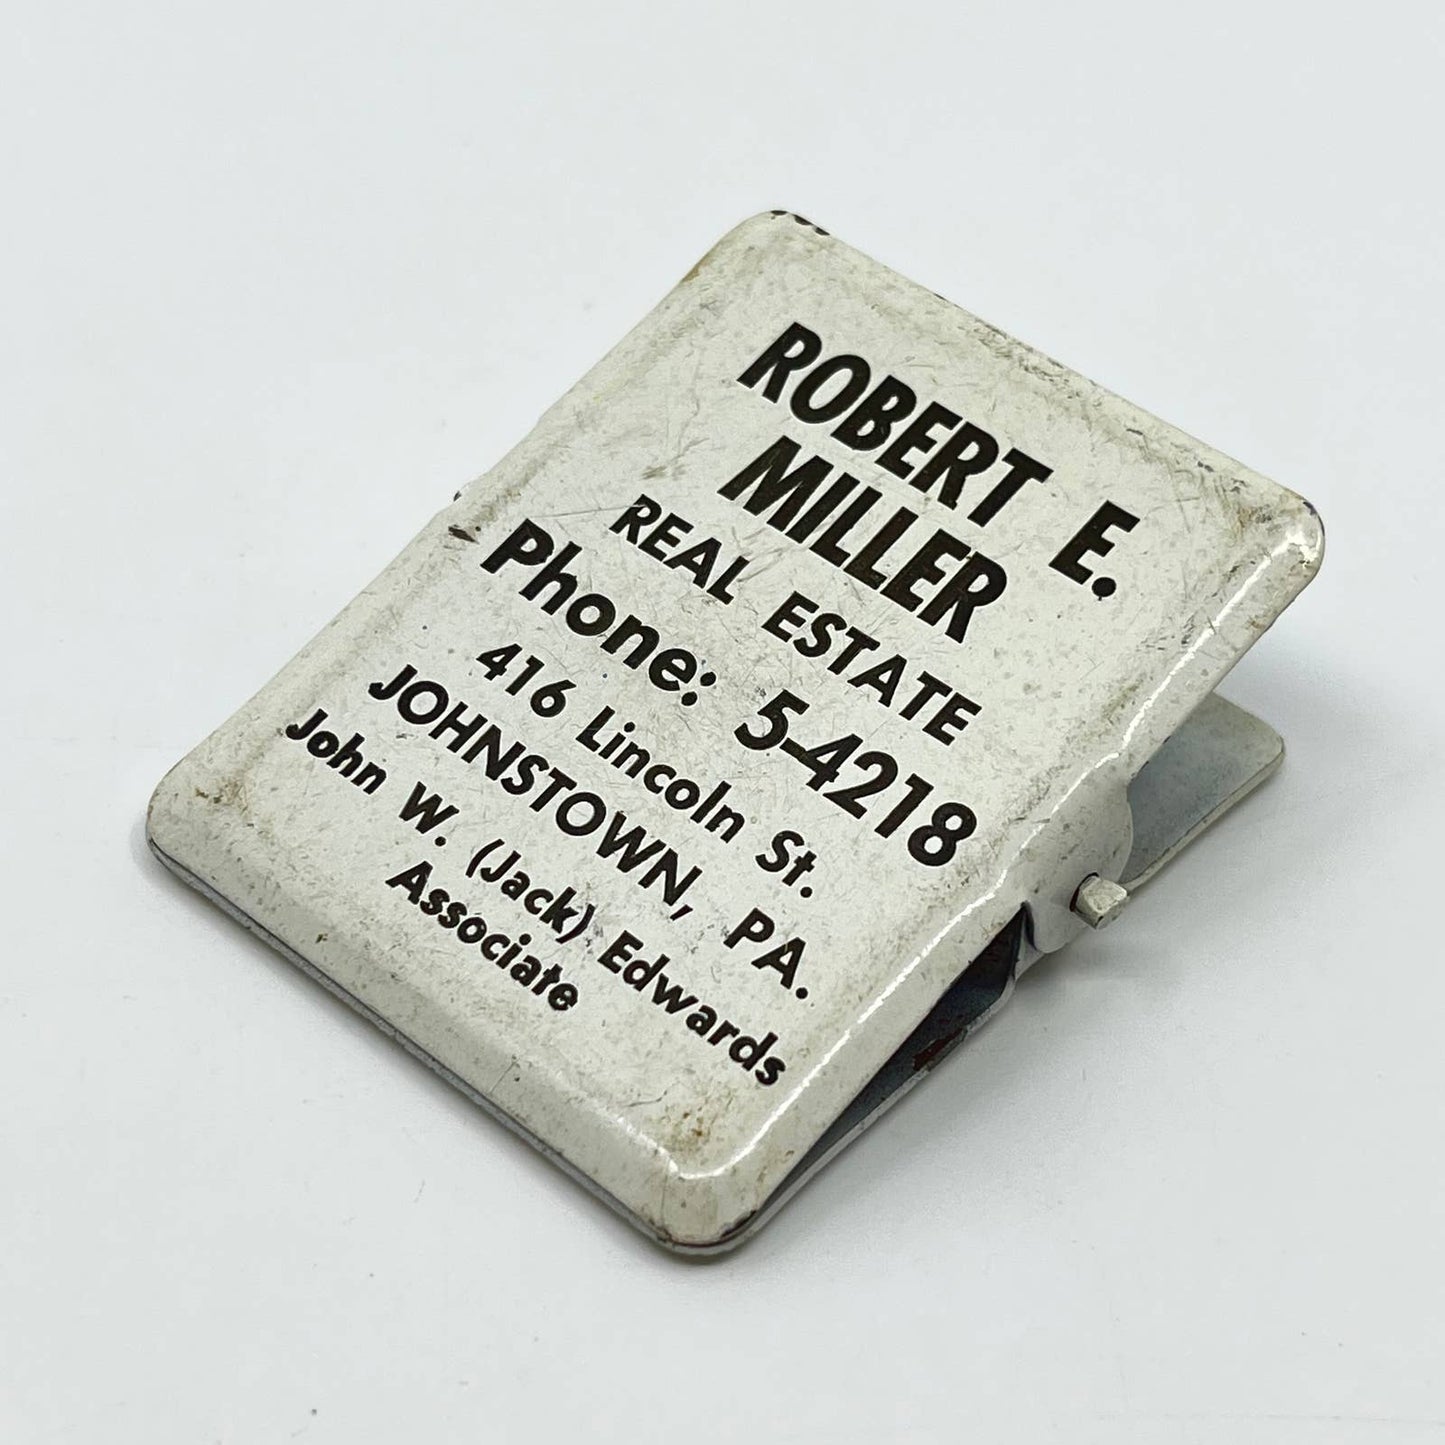 ROBERT E.
MILLER
REAL ESTATE
Phone: 5-4218
416 Lincoln St.
JOHNSTOWN, PA.
John W. (Jack) Edwards
Associate